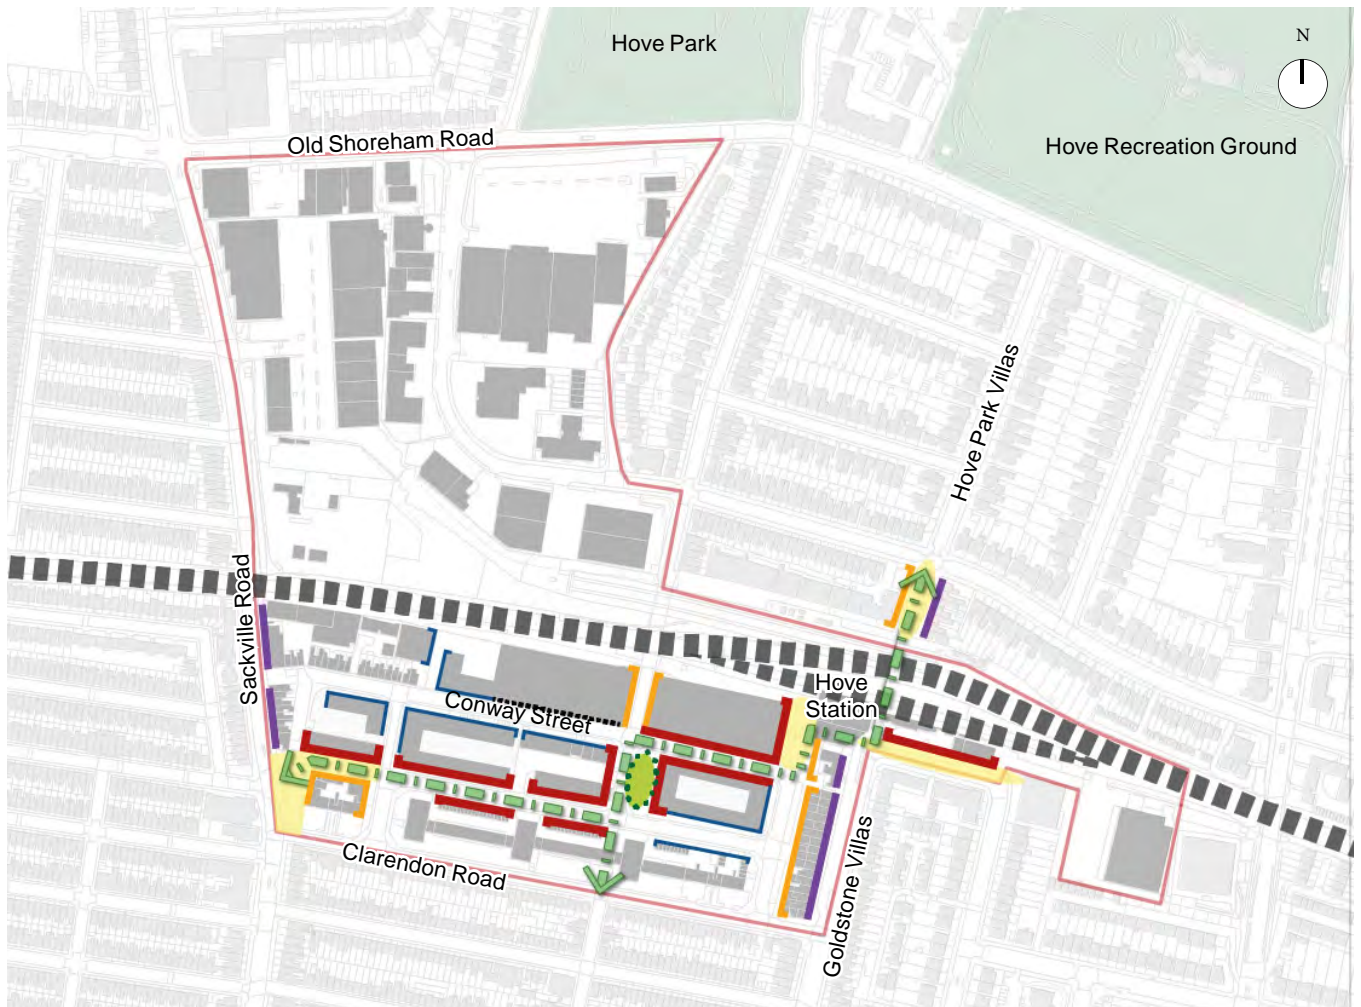 Hove Park
N
Old Shoreham Road
Hove Recreation Ground
Hove Park Villas
Sackville Road
Hove
Station
Conway Street
Clarendon Road
Goldstone Villas